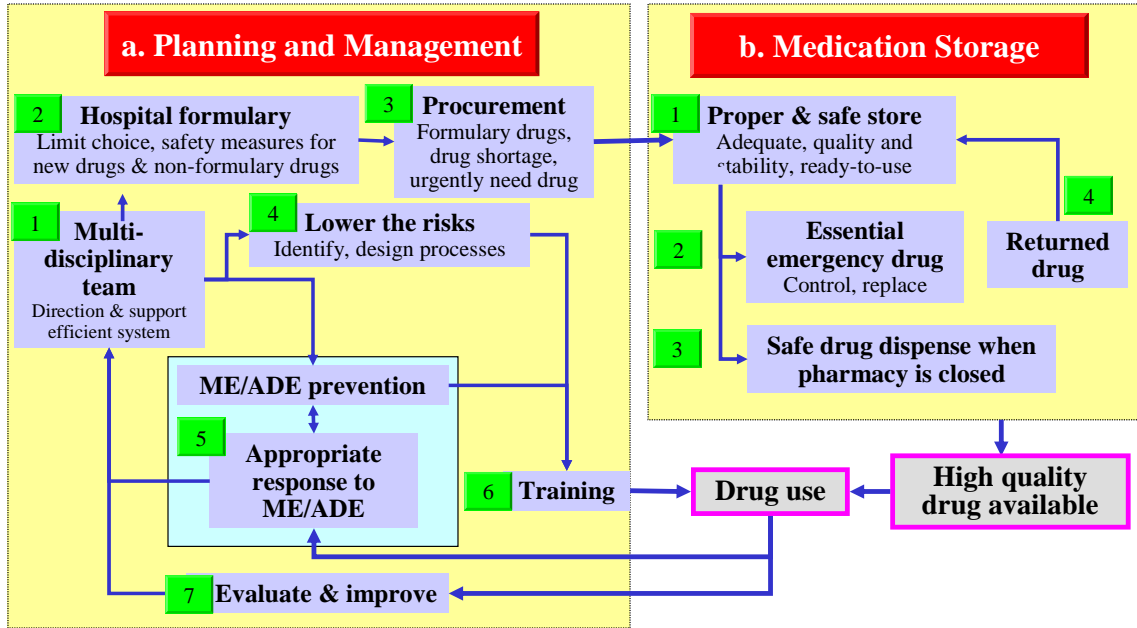 a. Planning and Management
2
Hospital formulary
Limit choice, safety measures for
new drugs & non-formulary drugs
3
Procurement
Formulary drugs,
drug shortage,
urgently need drug
1
Multi-
disciplinary
team
Direction & support
efficient system
4
Lower the risks
Identify, design processes
ME/ADE prevention
5
Appropriate
response to
ME/ADE
6
Training
7
Evaluate & improve
b. Medication Storage
1
Proper & safe store
Adequate, quality and
stability, ready-to-use
2
Essential
emergency drug
Control, replace
4
Returned
drug
3
Safe drug dispense when
pharmacy is closed
Drug use
High quality
drug available